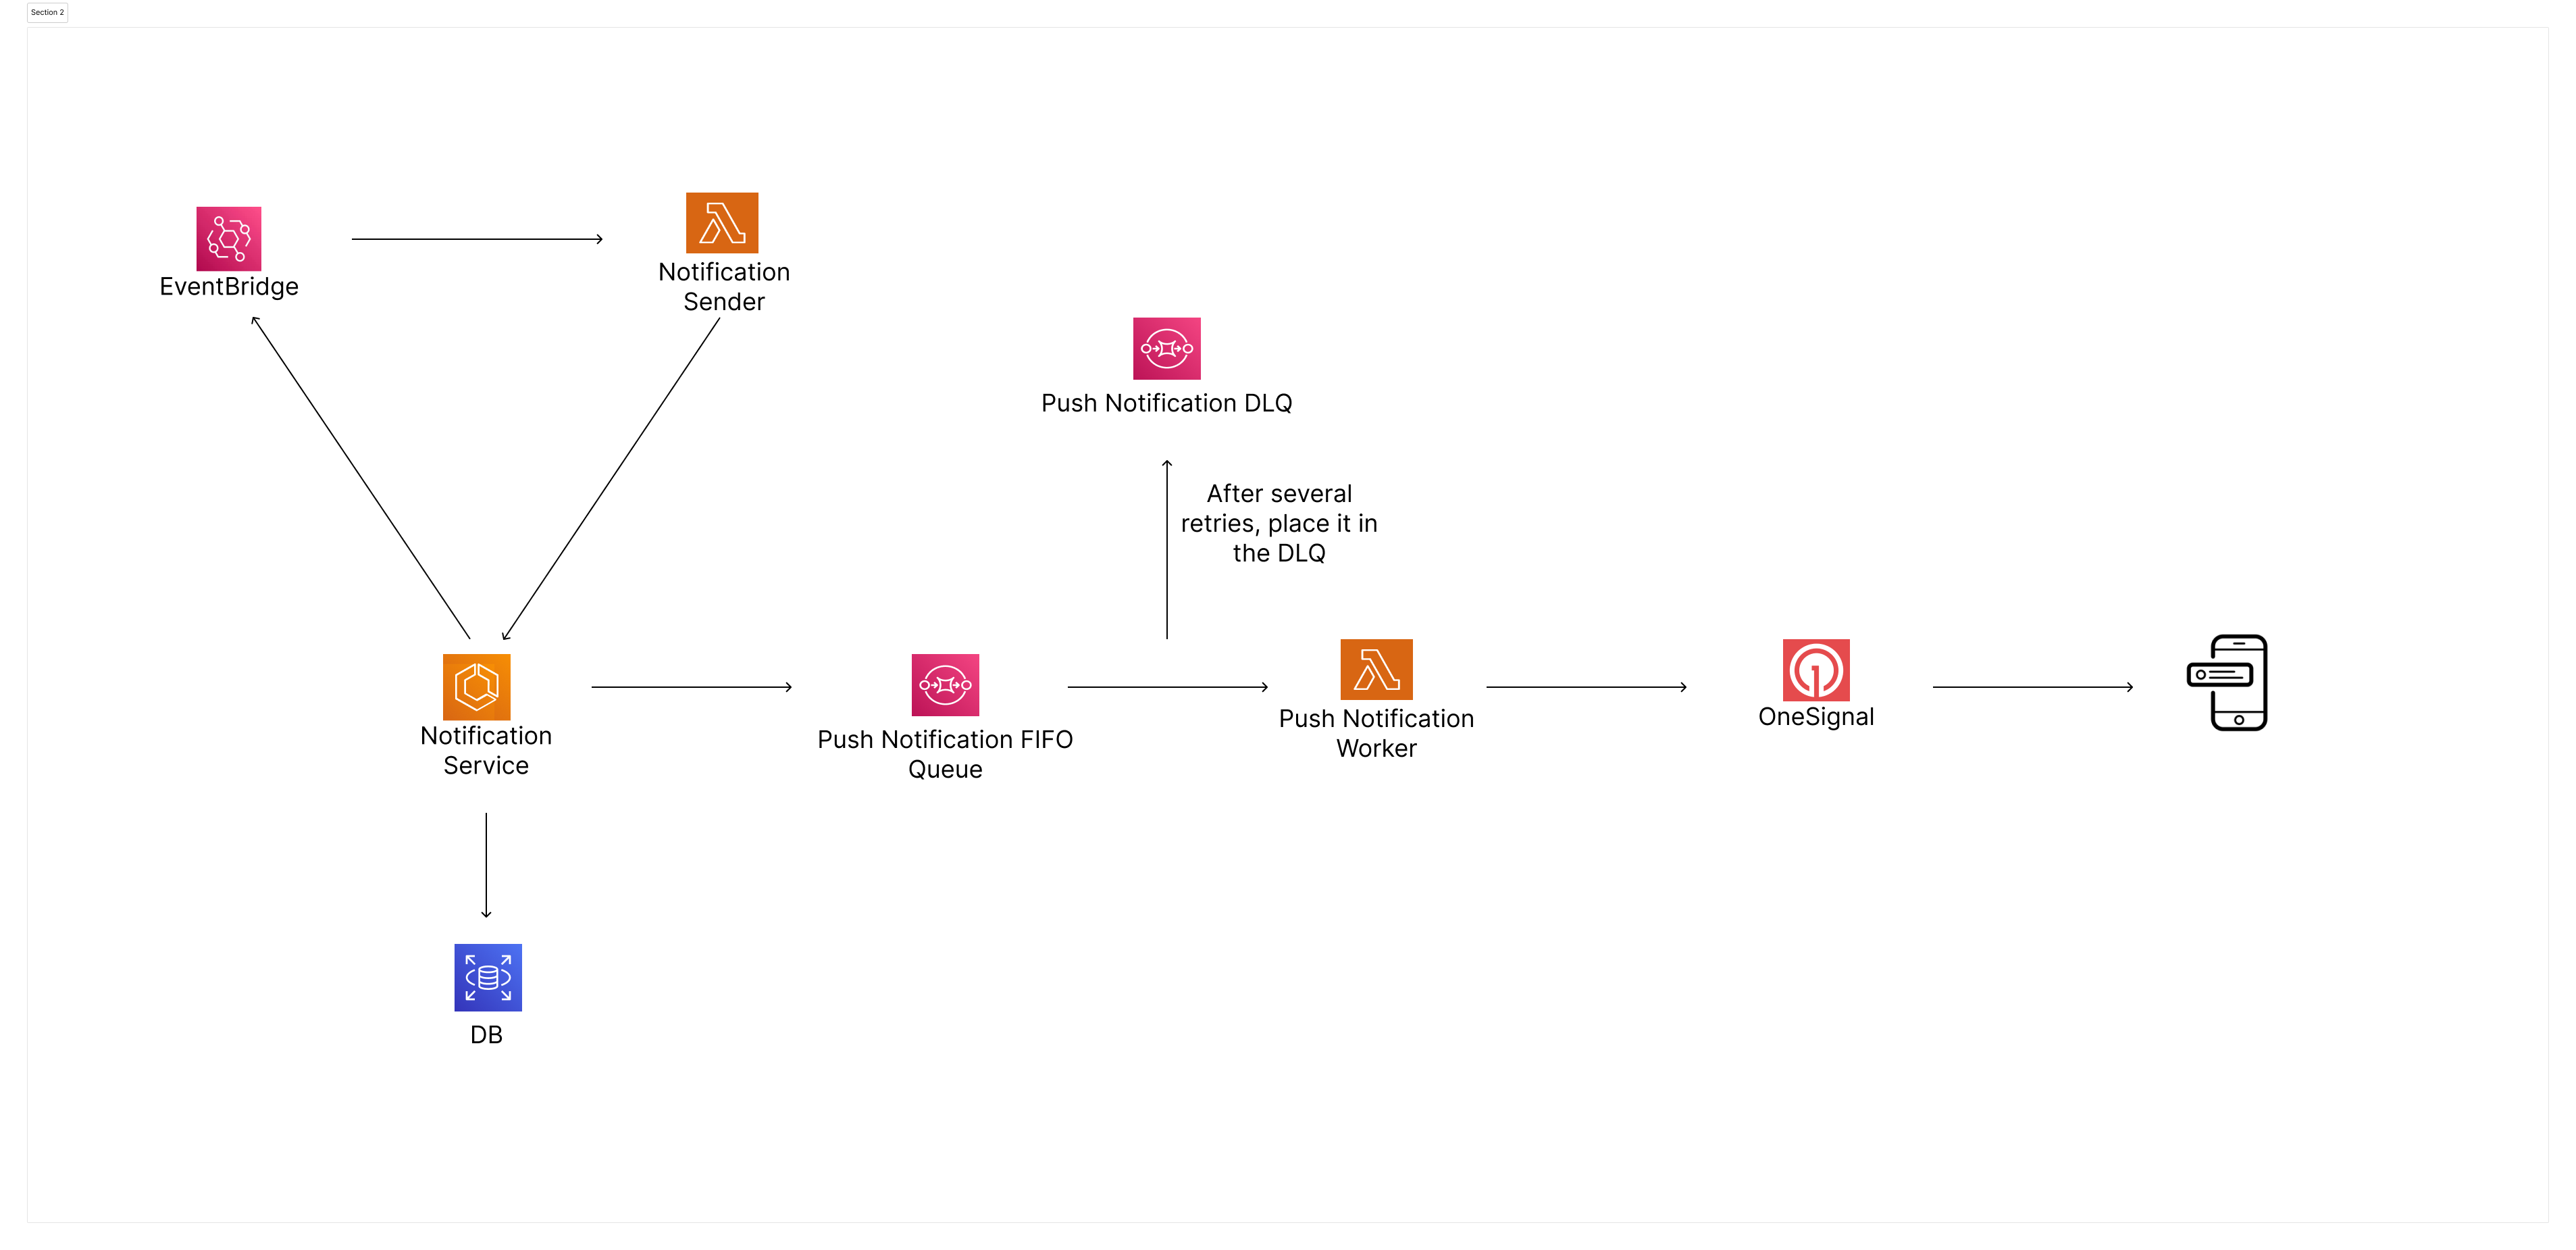 Section 2
EventBridge
Notification
Sender
Push Notification DLQ
After several
retries, place it in
the DLQ
Notification
Service
Push Notification FIFO
Queue
Push Notification
Worker
OneSignal
DB